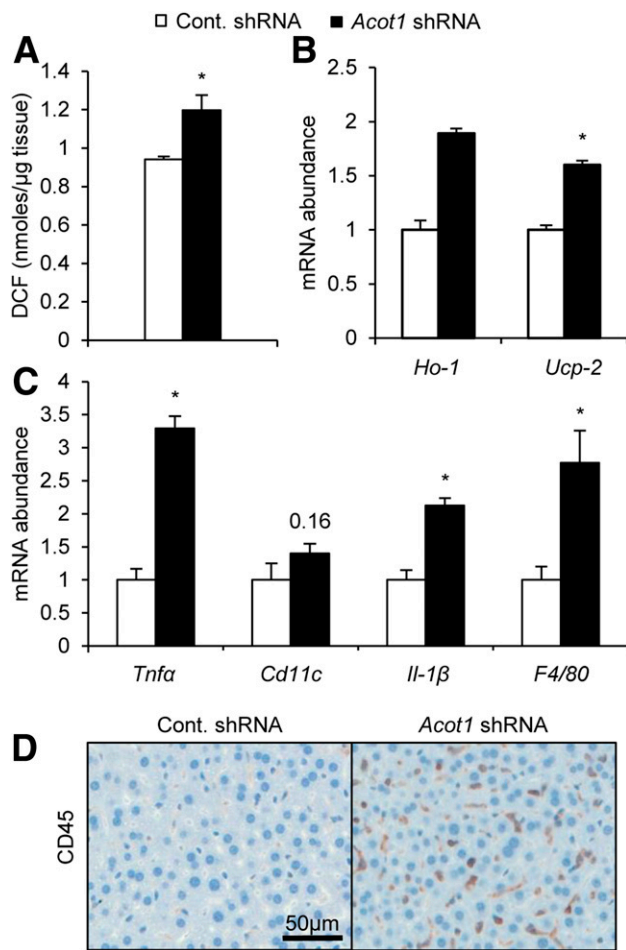 Cont. shRNA Acot1 shRNA
A
DCF (nmoles/µg tissue)
1.4
1.2
1
0.8
0.6
0.4
0.2
0
*
B
mRNA abundance
2.5
2
1.5
1
0.5
0
*
Ho-1 Ucp-2
C
mRNA abundance
4
3.5
3
2.5
2
1.5
1
0.5
0
*
0.16
*
*
Tnfα Cd11c Il-1β F4/80
D
Cont. shRNA Acot1 shRNA
CD45
50µm